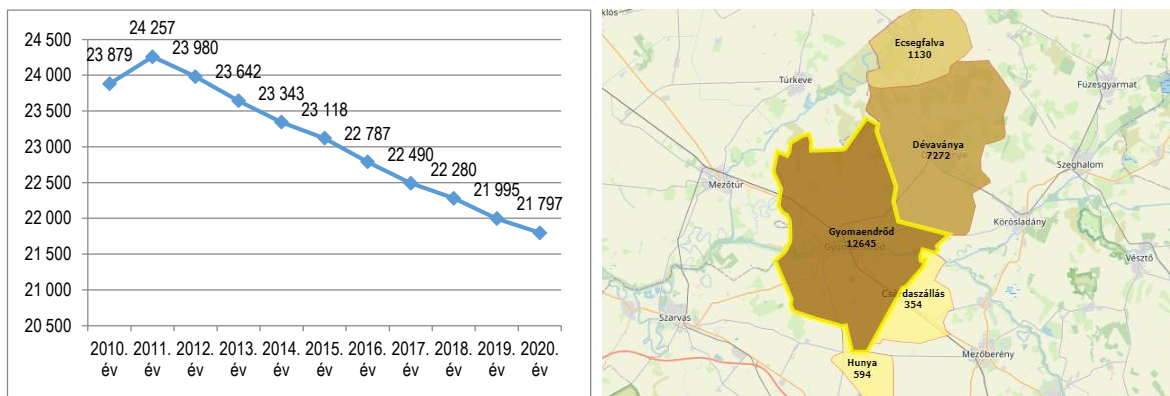 24 500
24 000
23 500
23 000
22 500
22 000
21 500
21 000
20 500
23 879
24 257
23 980
23 642
23 343
23 118
22 787
22 490
22 280
21 995
21 797
2010. 2011. 2012. 2013. 2014. 2015. 2016. 2017. 2018. 2019. 2020.
év év év év év év év év év év év
Ecsegfalva
1130
Túrkeve
Füzesgyarmat
Dévaványa
7272
Szeghalom
Mezőtúr
Körösladány
Gyomaendrőd
12645
Vésztő
Csárdaszállás
354
Szarvas
Mezőberény
Hunya
594